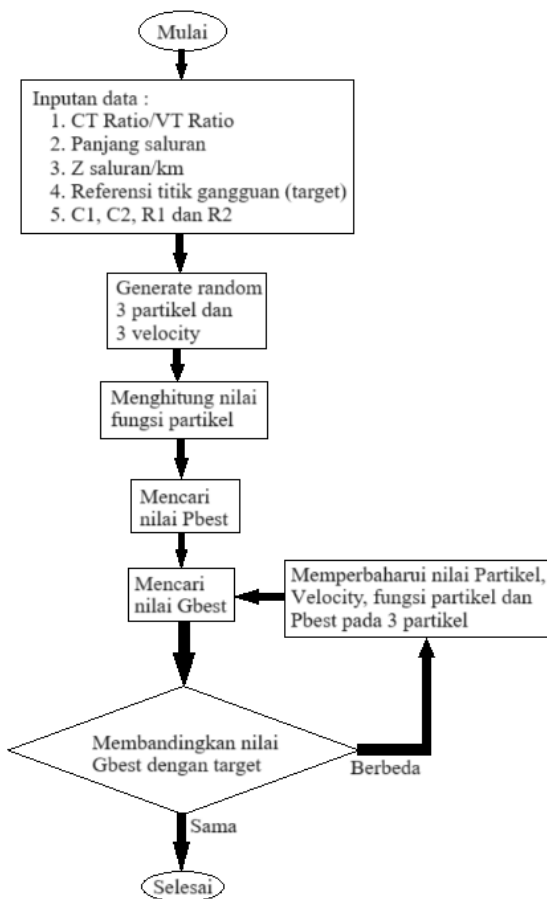 Mulai
Inputan data :
1. CT Ratio/VT Ratio
2. Panjang saluran
3. Z saluran/km
4. Referensi titik gangguan (target)
5. C1, C2, R1 dan R2
Generate random
3 partikel dan
3 velocity
Menghitung nilai
fungsi partikel
Mencari
nilai Pbest
Mencari
nilai Gbest
Memperbaharui nilai Partikel,
Velocity, fungsi partikel dan
Pbest pada 3 partikel
Membandingkan nilai
Gbest dengan target
Berbeda
Sama
Selesai